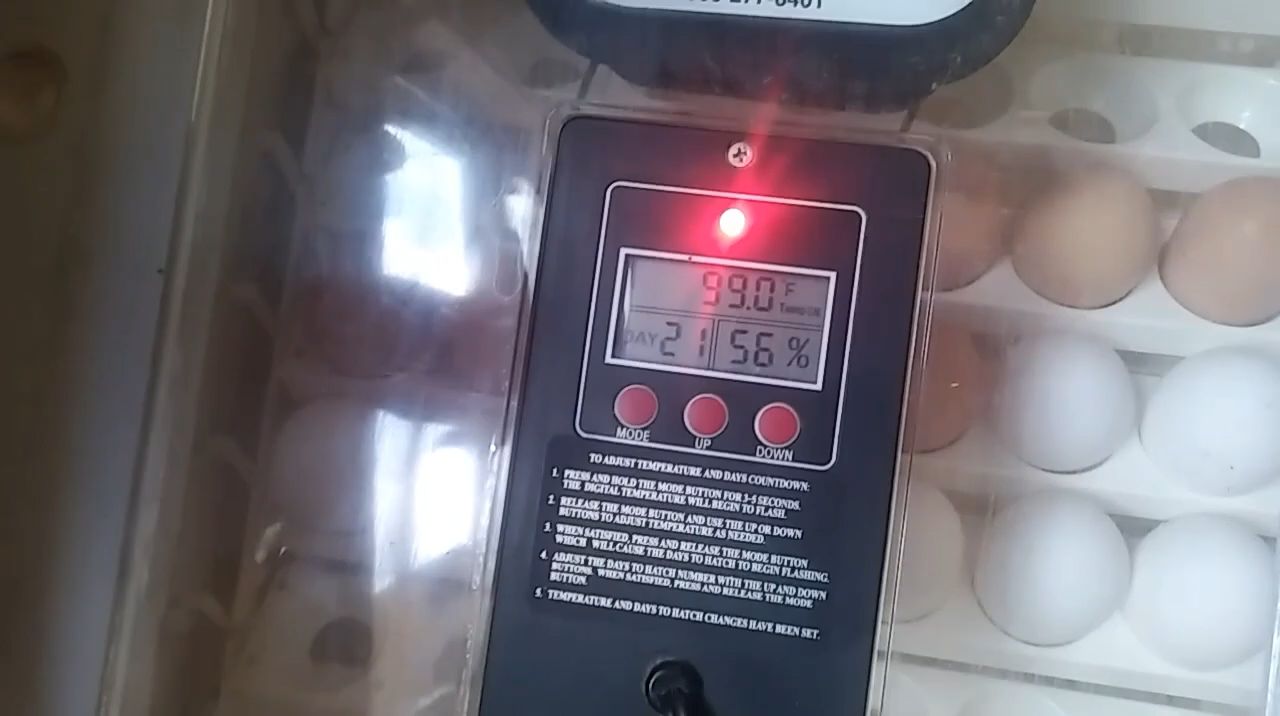 99.0 F
DAY 21 56 %
MODE UP DOWN
TO ADJUST TEMPERATURE AND DAYS COUNTDOWN:
1. PRESS AND HOLD THE MODE BUTTON FOR 3-5 SECONDS.
THE DIGITAL TEMPERATURE WILL BEGIN TO FLASH.
2. RELEASE THE MODE BUTTON AND USE THE UP OR DOWN
BUTTONS TO ADJUST TEMPERATURE AS NEEDED.
3. WHEN SATISFIED, PRESS AND RELEASE THE MODE BUTTON
WHICH WILL CAUSE THE DAYS TO HATCH TO BEGIN FLASHING.
4. ADJUST THE DAYS TO HATCH NUMBER WITH THE UP AND DOWN
BUTTONS. WHEN SATISFIED, PRESS AND RELEASE THE MODE
BUTTON.
5. TEMPERATURE AND DAYS TO HATCH CHANGES HAVE BEEN SET.